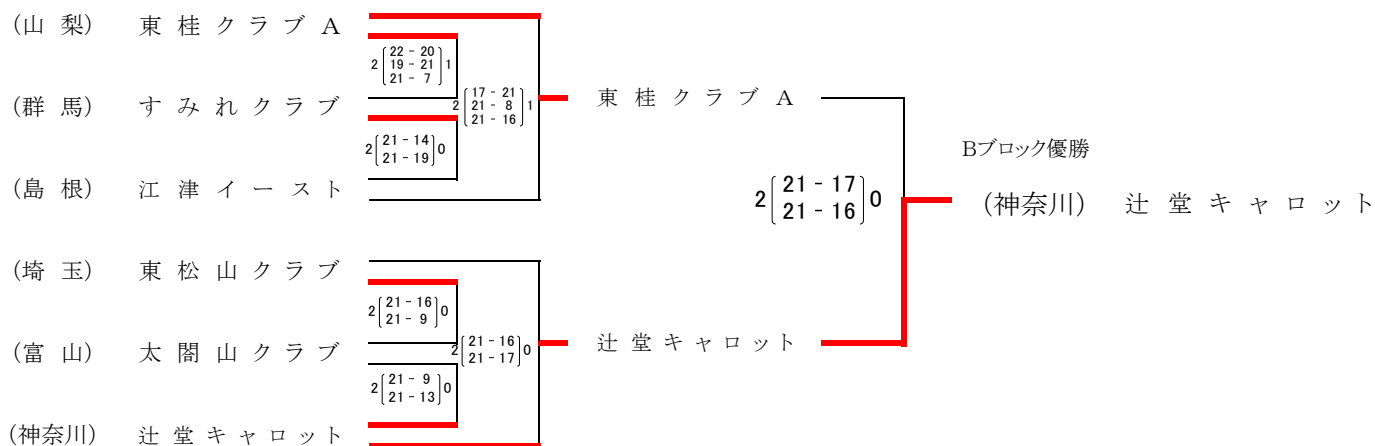 (山 梨) 東 桂 ク ラ ブ A
2 22 - 20 1
19 - 21
21 - 7
(群 馬) す み れ ク ラ ブ
2 17 - 21 1
21 - 8
21 - 16
東 桂 ク ラ ブ A
2 21 - 14 0
21 - 19
(島 根) 江 津 イ ー ス ト
Bブロック優勝
2 21 - 17 0
21 - 16
(神奈川) 辻 堂 キ ャ ロ ッ ト
(埼 玉) 東 松 山 ク ラ ブ
2 21 - 16 0
21 - 9
(富 山) 太 閤 山 ク ラ ブ
2 21 - 16 0
21 - 17
辻 堂 キ ャ ロ ッ ト
2 21 - 9 0
21 - 13
(神奈川) 辻 堂 キ ャ ロ ッ ト